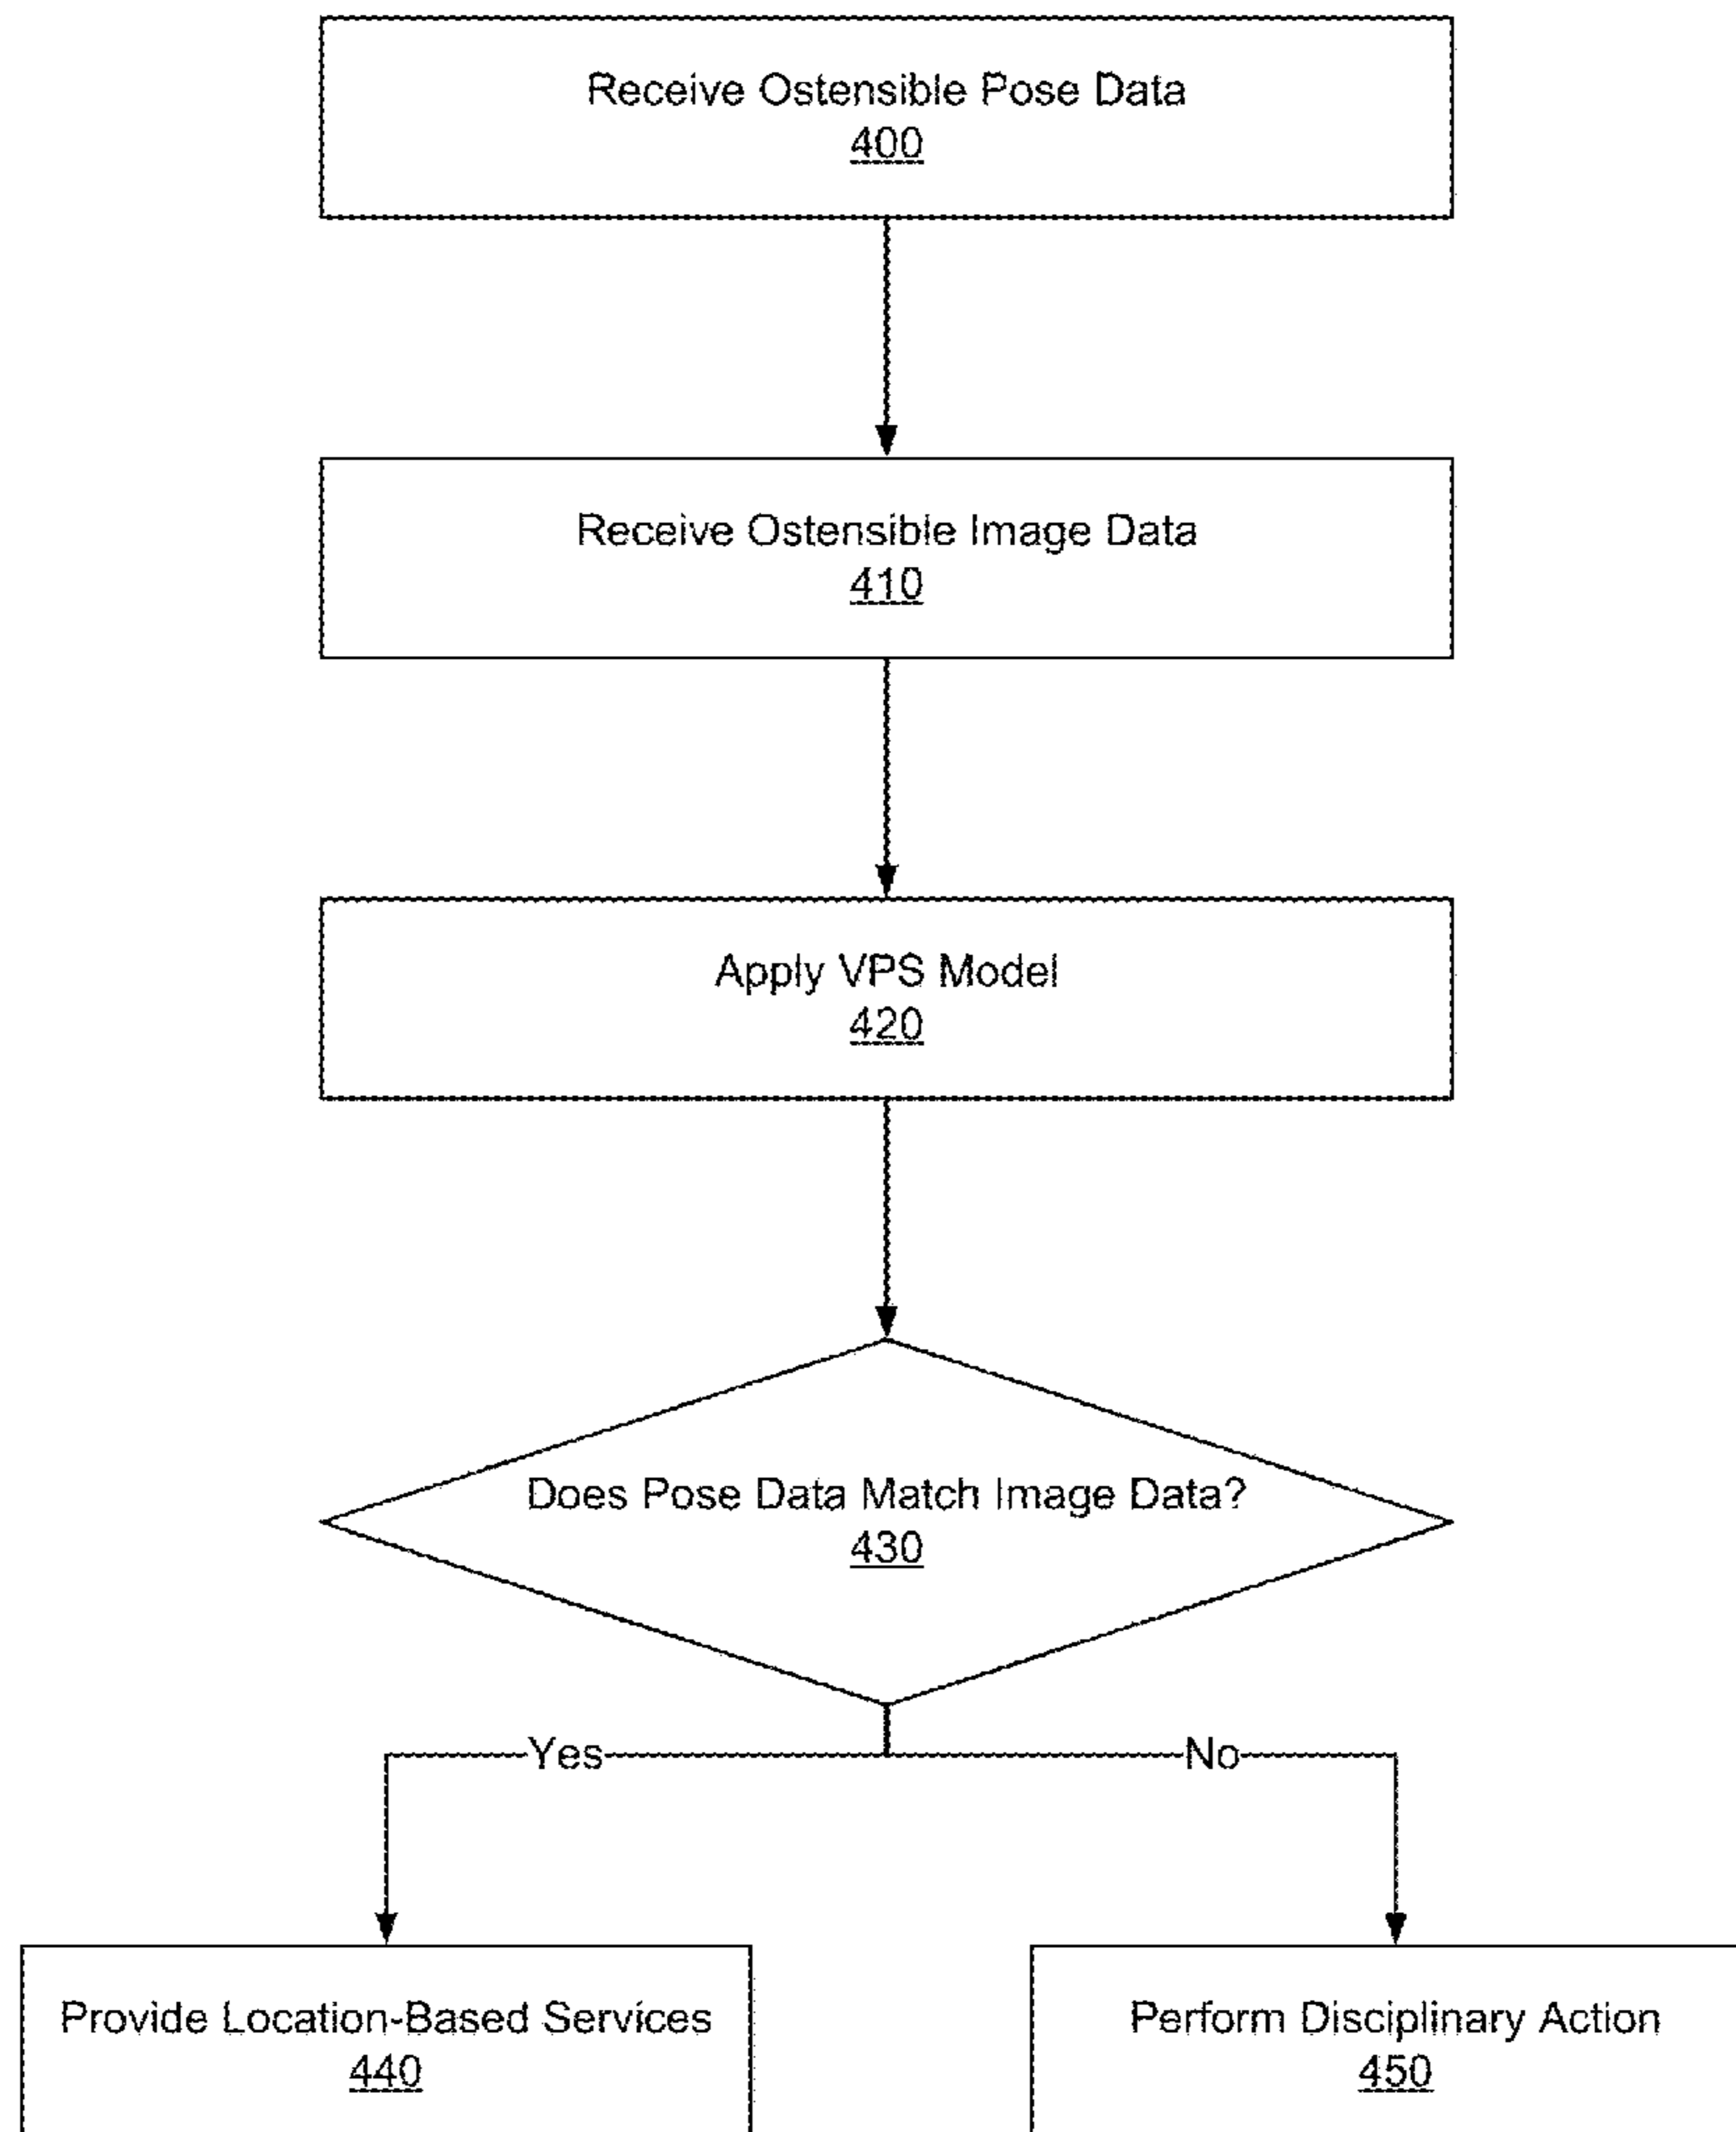 Receive Ostensible Pose Data
400
Receive Ostensible Image Data
410
Apply VPS Model
420
Does Pose Data Match Image Data?
430
Yes
No
Provide Location-Based Services
440
Perform Disciplinary Action
450